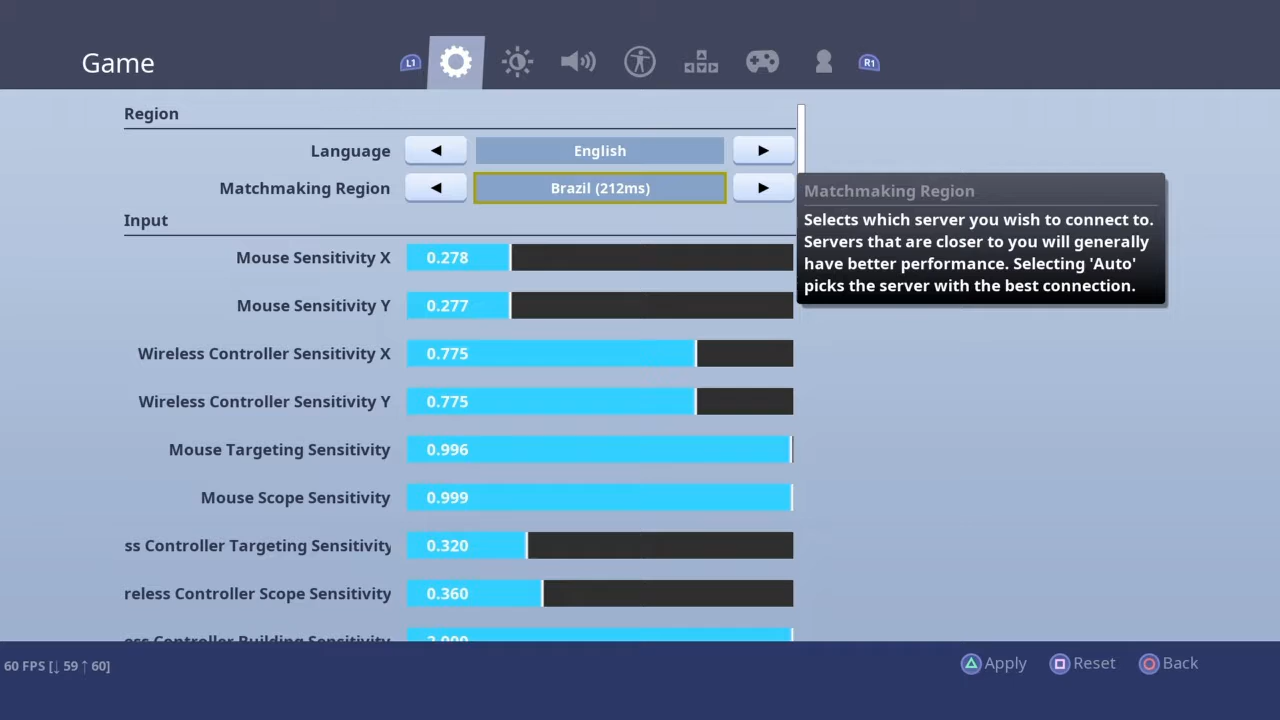 Game
L1
R1
Region
Language
English
Matchmaking Region
Brazil (212ms)
Matchmaking Region
Selects which server you wish to connect to.
Servers that are closer to you will generally
have better performance. Selecting 'Auto'
picks the server with the best connection.
Input
Mouse Sensitivity X
0.278
Mouse Sensitivity Y
0.277
Wireless Controller Sensitivity X
0.775
Wireless Controller Sensitivity Y
0.775
Mouse Targeting Sensitivity
0.996
Mouse Scope Sensitivity
0.999
ss Controller Targeting Sensitivity
0.320
reless Controller Scope Sensitivity
0.360
ess Controller Building Sensitivity
60 FPS [↓ 59 ↑ 60]
Apply
Reset
Back